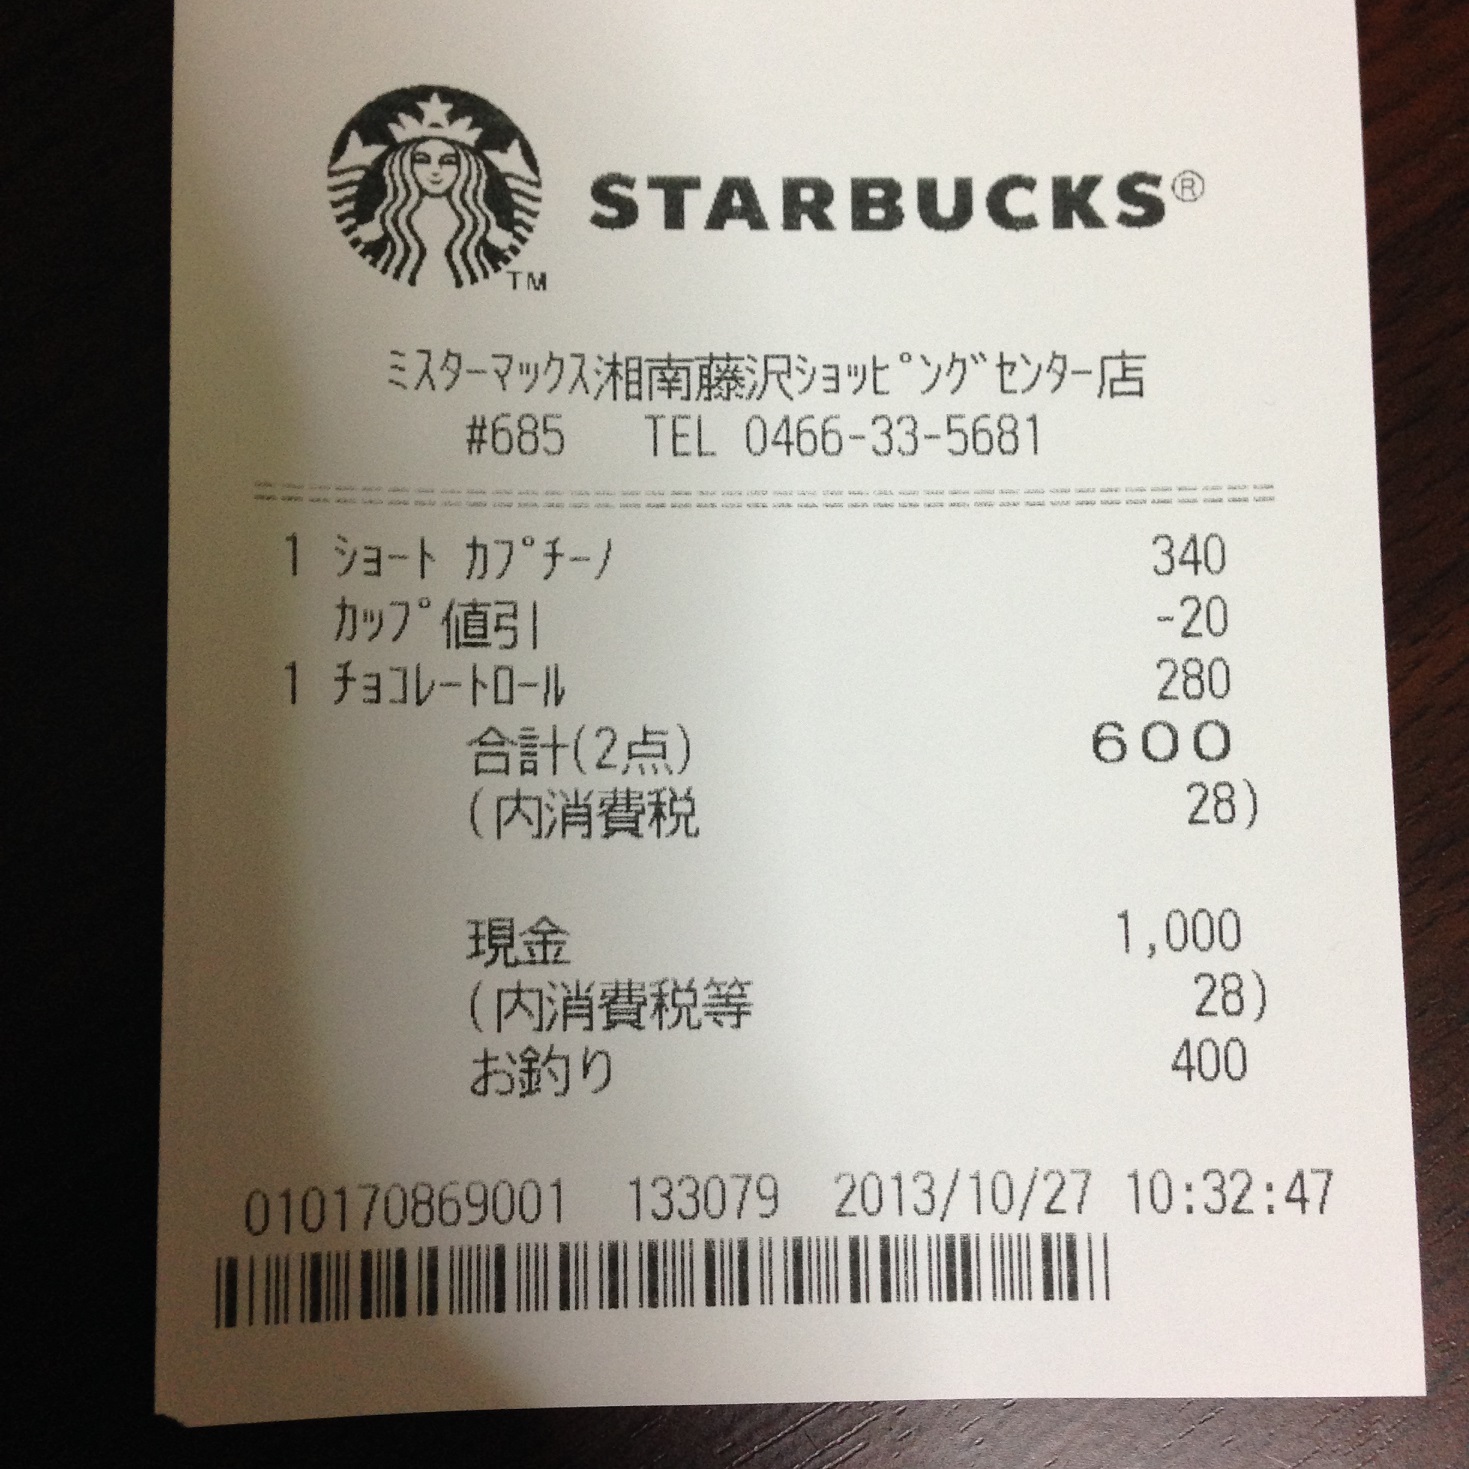 STARBUCKS®
TM
ﾐｽﾀｰﾏｯｸｽ湘南藤沢ｼｮｯﾋﾟﾝｸﾞｾﾝﾀｰ店
#685 TEL 0466-33-5681
1 ｼｮｰﾄ ｶﾌﾟﾁｰﾉ 340
ｶｯﾌﾟ値引 -20
1 ﾁｮｺﾚｰﾄﾛｰﾙ 280
合計(2点) 600
(内消費税 28)
現金 1,000
(内消費税等 28)
お釣り 400
010170869001 133079 2013/10/27 10:32:47